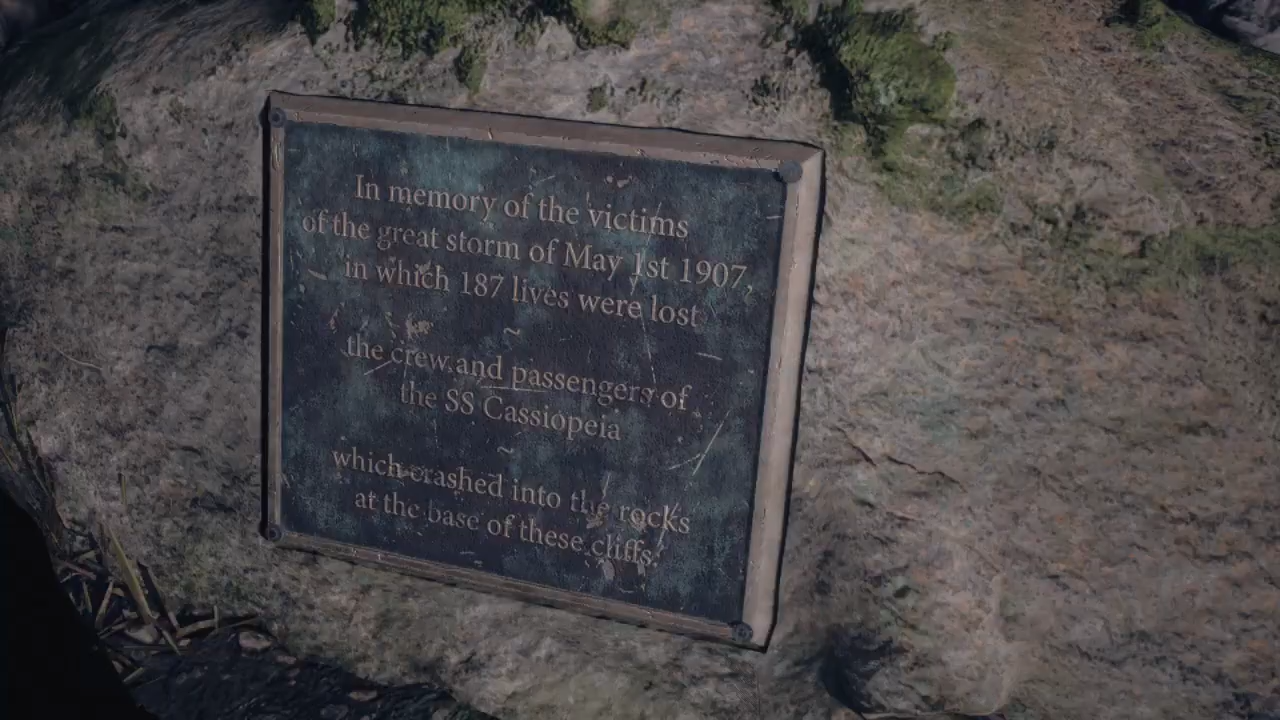 In memory of the victims
of the great storm of May 1st 1907,
in which 187 lives were lost
~
the crew and passengers of
the SS Cassiopeia
~
which crashed into the rocks
at the base of these cliffs.